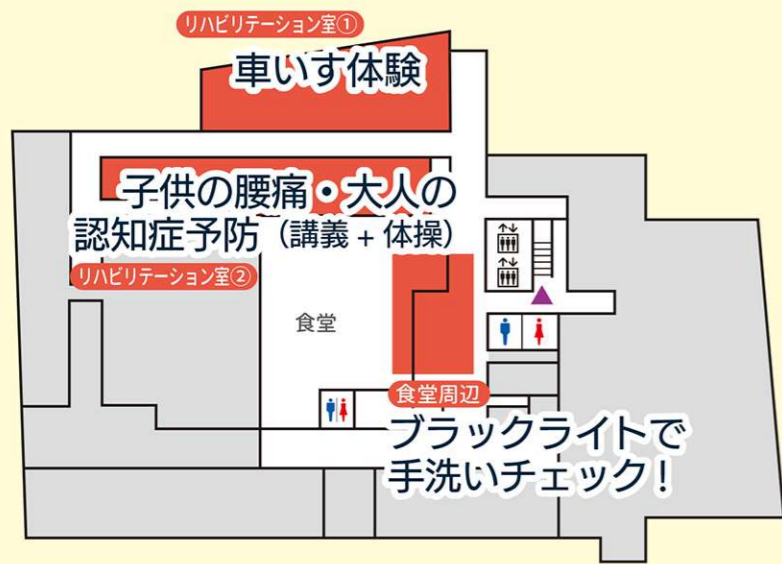 リハビリテーション室①
車いす体験
子供の腰痛・大人の
認知症予防（講義 + 体操）
リハビリテーション室②
食堂
食堂周辺
ブラックライトで
手洗いチェック！